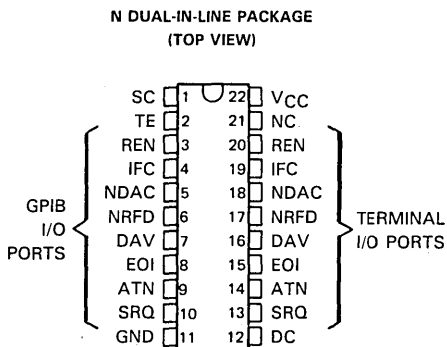 N DUAL-IN-LINE PACKAGE
(TOP VIEW)
SC 1 22 VCC
TE 2 21 NC
REN 3 20 REN
IFC 4 19 IFC
NDAC 5 18 NDAC
NRFD 6 17 NRFD
DAV 7 16 DAV
EOI 8 15 EOI
ATN 9 14 ATN
SRQ 10 13 SRQ
GND 11 12 DC
GPIB
I/O
PORTS
TERMINAL
I/O PORTS